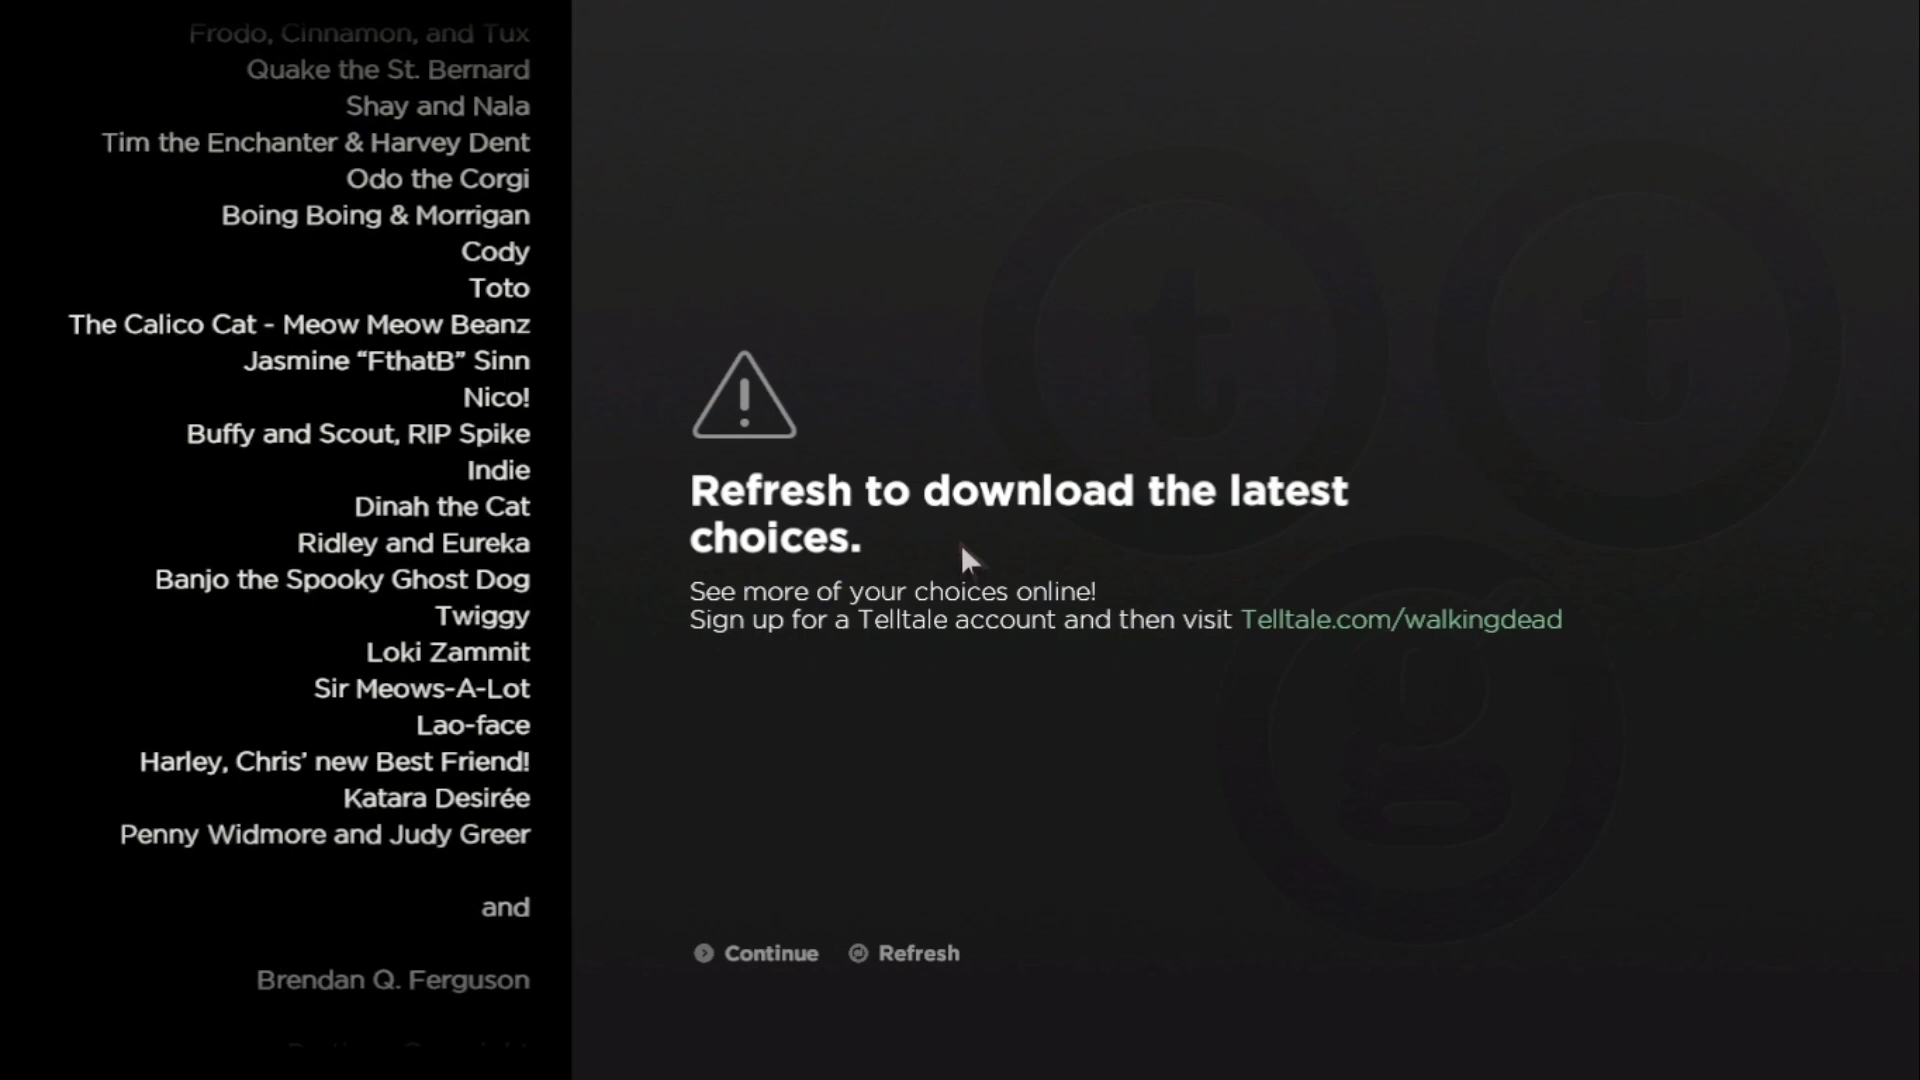 Frodo, Cinnamon, and Tux
Quake the St. Bernard
Shay and Nala
Tim the Enchanter & Harvey Dent
Odo the Corgi
Boing Boing & Morrigan
Cody
Toto
The Calico Cat - Meow Meow Beanz
Jasmine “FthatB” Sinn
Nico!
Buffy and Scout, RIP Spike
Indie
Dinah the Cat
Ridley and Eureka
Banjo the Spooky Ghost Dog
Twiggy
Loki Zammit
Sir Meows-A-Lot
Lao-face
Harley, Chris’ new Best Friend!
Katara Desirée
Penny Widmore and Judy Greer
and
Brendan Q. Ferguson
Refresh to download the latest
choices.
See more of your choices online!
Sign up for a Telltale account and then visit Telltale.com/walkingdead
Continue Refresh
t t
g